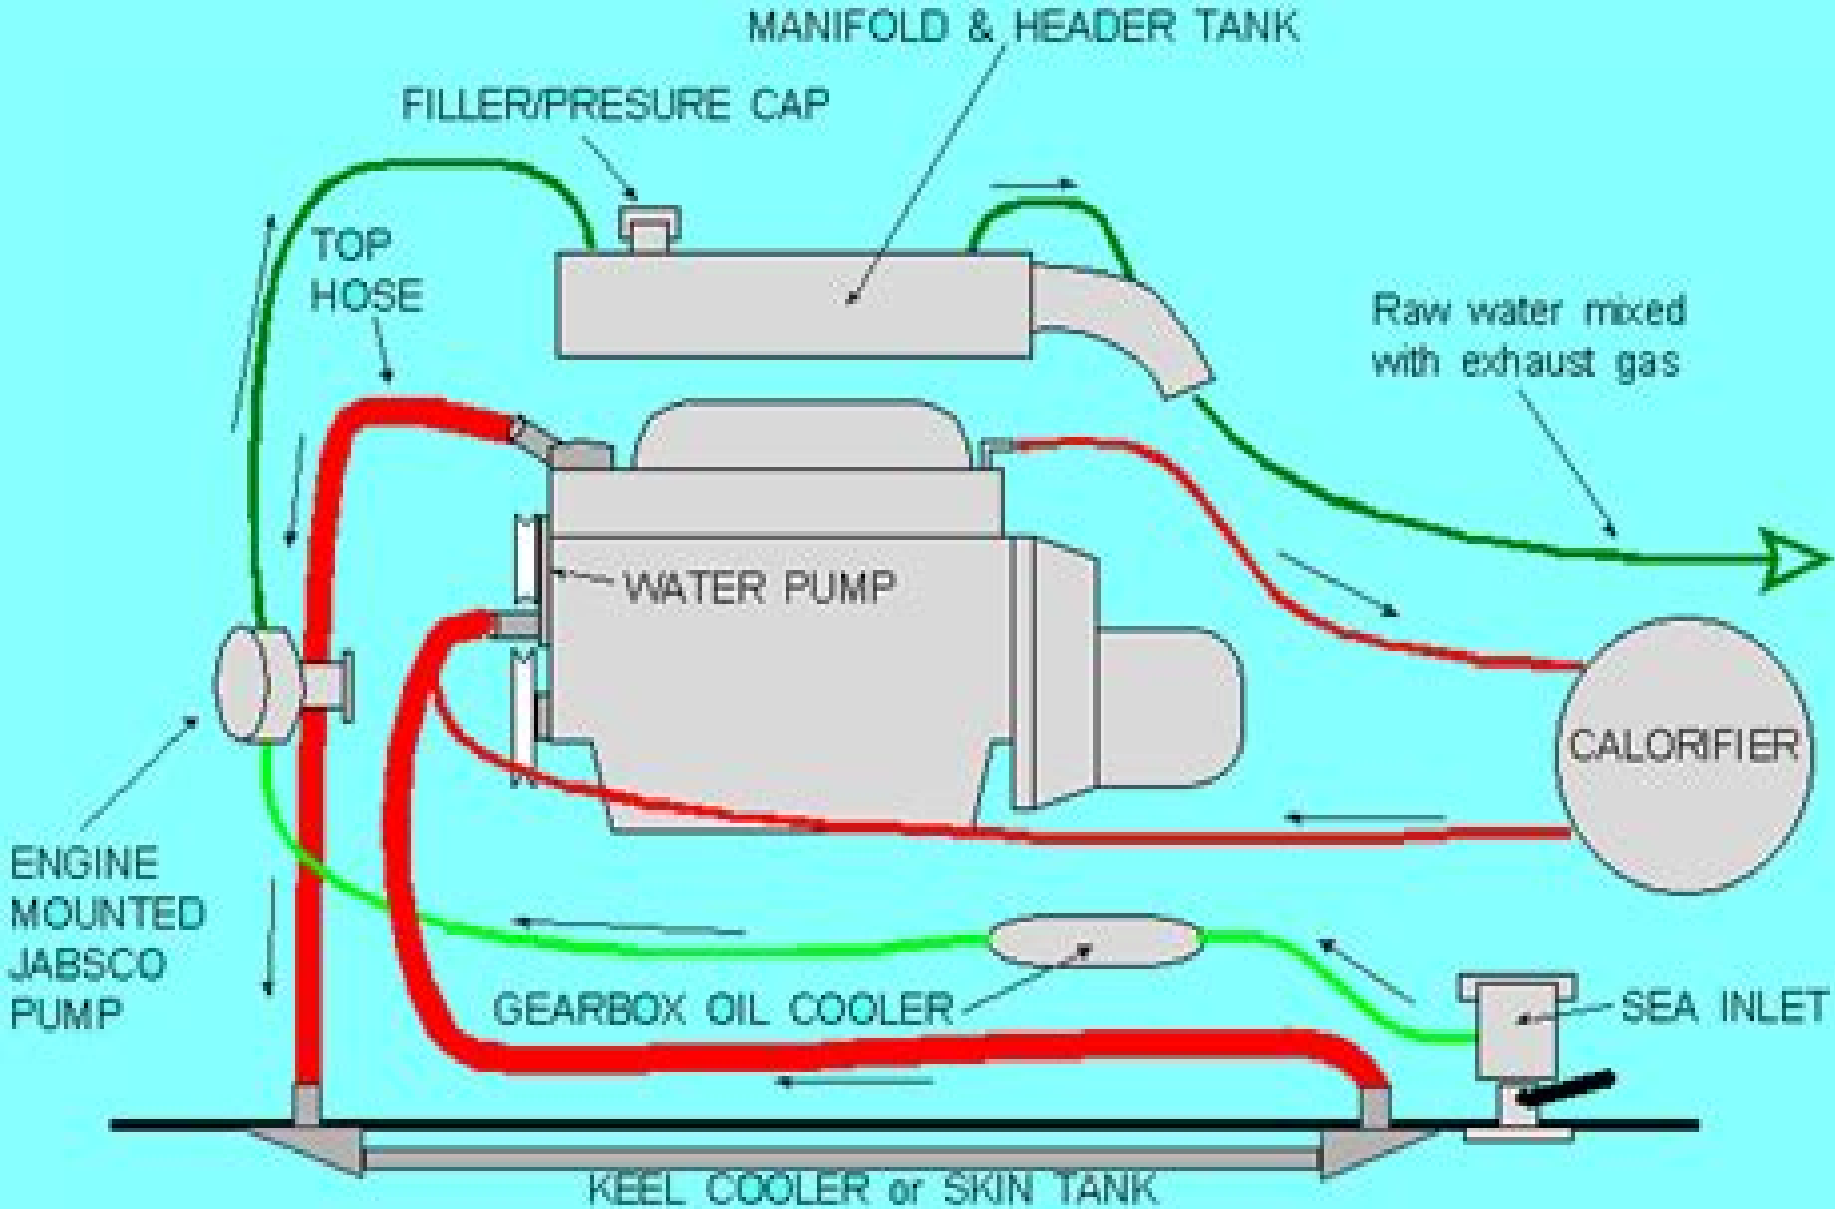 MANIFOLD & HEADER TANK
FILLER/PRESURE CAP
TOP
HOSE
Raw water mixed
with exhaust gas
WATER PUMP
CALORIFIER
ENGINE
MOUNTED
JABSCO
PUMP
GEARBOX OIL COOLER
SEA INLET
KEEL COOLER or SKIN TANK